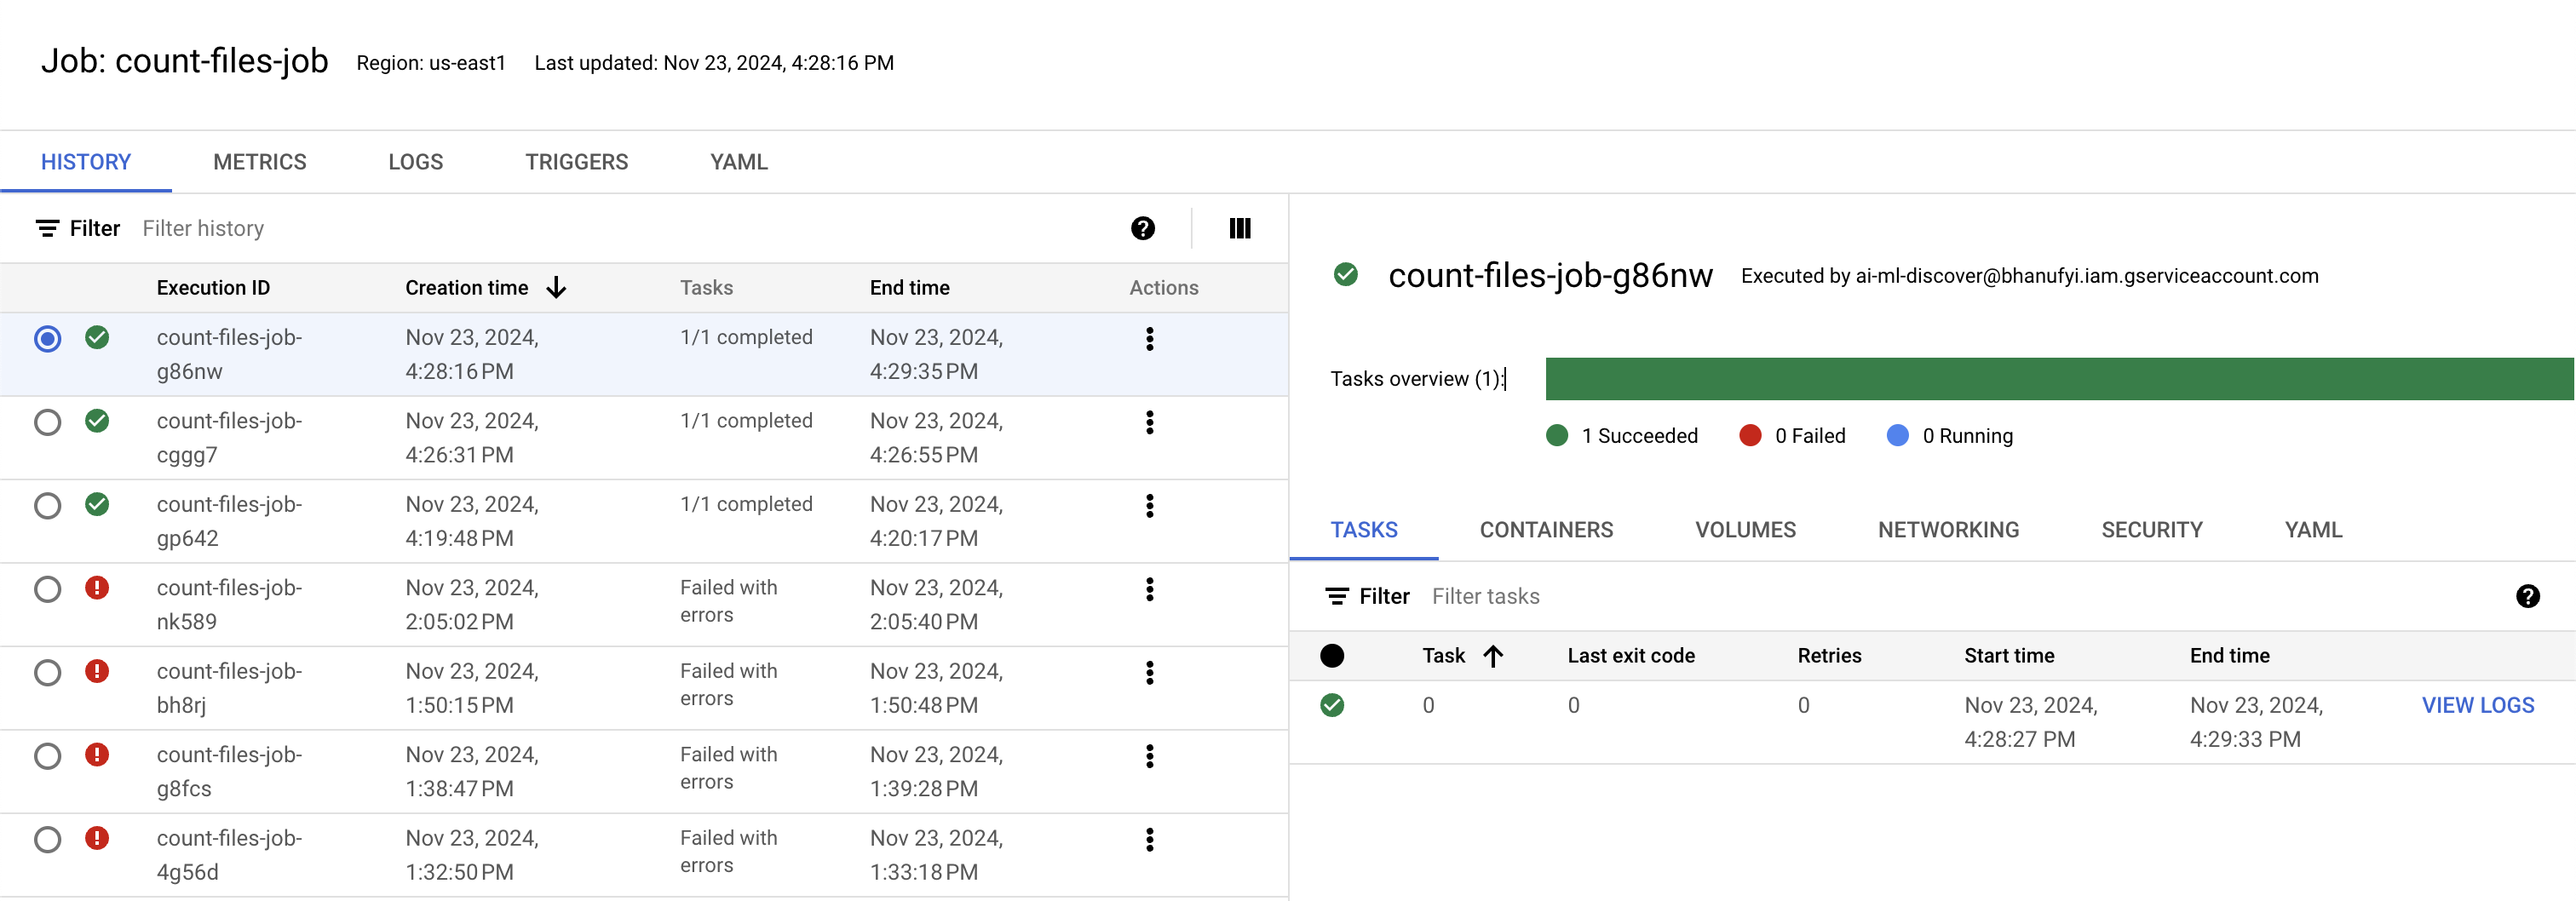 Job: count-files-job Region: us-east1 Last updated: Nov 23, 2024, 4:28:16 PM
HISTORY METRICS LOGS TRIGGERS YAML
Filter Filter history
Execution ID Creation time Tasks End time Actions
count-files-job- Nov 23, 2024, 1/1 completed Nov 23, 2024,
g86nw 4:28:16 PM 4:29:35 PM
count-files-job- Nov 23, 2024, 1/1 completed Nov 23, 2024,
cggg7 4:26:31 PM 4:26:55 PM
count-files-job- Nov 23, 2024, 1/1 completed Nov 23, 2024,
gp642 4:19:48 PM 4:20:17 PM
count-files-job- Nov 23, 2024, Failed with Nov 23, 2024,
nk589 2:05:02 PM errors 2:05:40 PM
count-files-job- Nov 23, 2024, Failed with Nov 23, 2024,
bh8rj 1:50:15 PM errors 1:50:48 PM
count-files-job- Nov 23, 2024, Failed with Nov 23, 2024,
g8fcs 1:38:47 PM errors 1:39:28 PM
count-files-job- Nov 23, 2024, Failed with Nov 23, 2024,
4g56d 1:32:50 PM errors 1:33:18 PM
count-files-job-g86nw Executed by ai-ml-discover@bhanufyi.iam.gserviceaccount.com
Tasks overview (1):
1 Succeeded 0 Failed 0 Running
TASKS CONTAINERS VOLUMES NETWORKING SECURITY YAML
Filter Filter tasks
Task Last exit code Retries Start time End time
0 0 0 Nov 23, 2024, Nov 23, 2024, VIEW LOGS
4:28:27 PM 4:29:33 PM